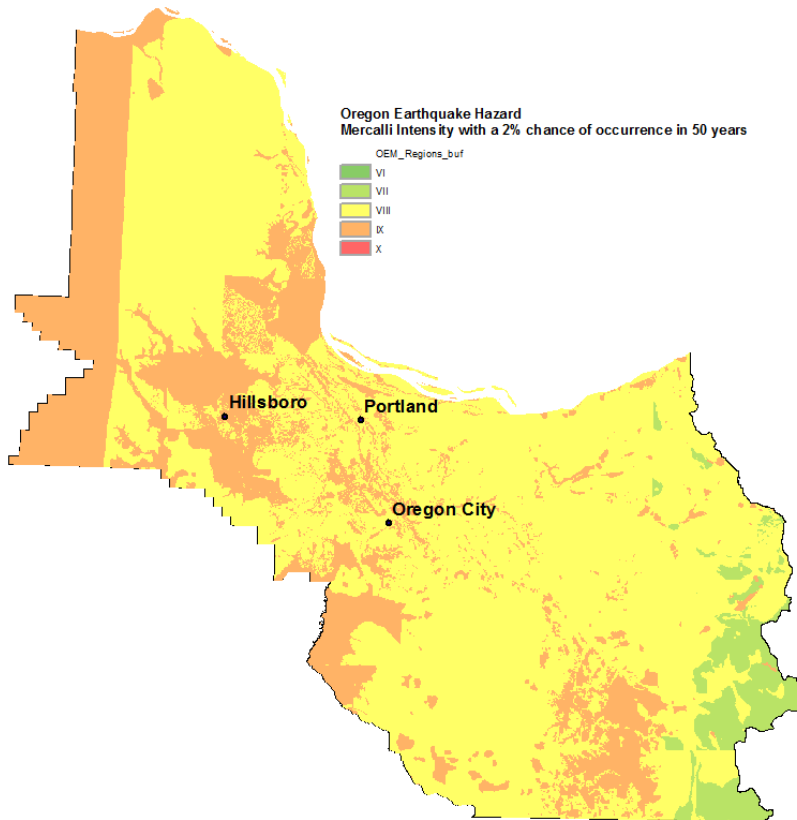 Oregon Earthquake Hazard
Mercalli Intensity with a 2% chance of occurrence in 50 years
OEM_Regions_buf
VI
VII
VIII
IX
X
Hillsboro
Portland
Oregon City